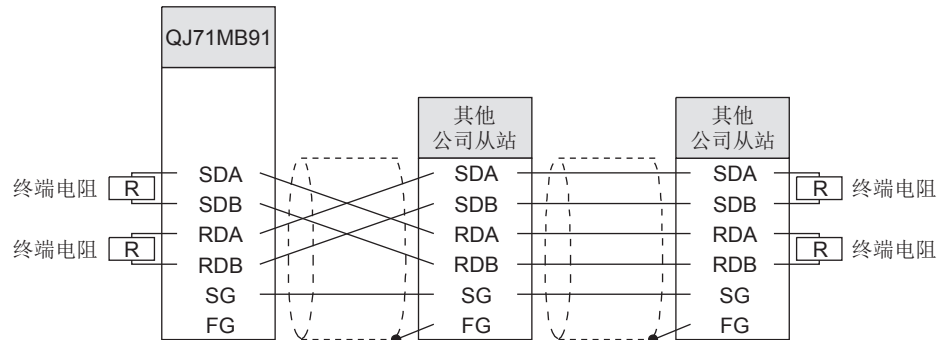 QJ71MB91
其他 其他
公司从站 公司从站
SDA SDA SDA
终端电阻 R R 终端电阻
SDB SDB SDB
RDA RDA RDA
终端电阻 R R 终端电阻
RDB RDB RDB
SG SG SG
FG FG FG